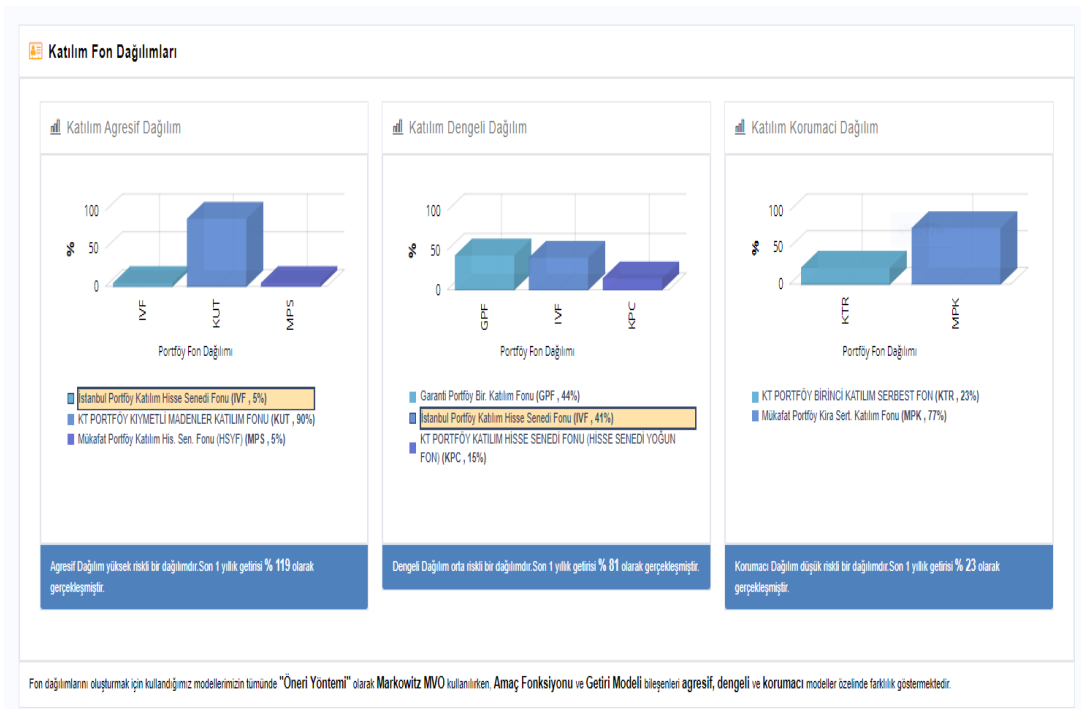 Katılım Fon Dağılımları
Katılım Agresif Dağılım
100
50
0
%
IVF
KUT
MPS
Portföy Fon Dağılımı
İstanbul Portföy Katılım Hisse Senedi Fonu (IVF , 5%)
KT PORTFÖY KIYMETLİ MADENLER KATILIM FONU (KUT , 90%)
Mükafat Portföy Katılım His. Sen. Fonu (HSYF) (MPS , 5%)
Agresif Dağılım yüksek riskli bir dağılımdır.Son 1 yıllık getirisi % 119 olarak
gerçekleşmiştir.
Katılım Dengeli Dağılım
100
50
0
%
GPF
IVF
KPC
Portföy Fon Dağılımı
Garanti Portföy Bir. Katılım Fonu (GPF , 44%)
İstanbul Portföy Katılım Hisse Senedi Fonu (IVF , 41%)
KT PORTFÖY KATILIM HİSSE SENEDİ FONU (HİSSE SENEDİ YOĞUN
FON) (KPC , 15%)
Dengeli Dağılım orta riskli bir dağılımdır.Son 1 yıllık getirisi % 81 olarak gerçekleşmiştir.
Katılım Korumaci Dağılım
100
50
0
%
KTR
MPK
Portföy Fon Dağılımı
KT PORTFÖY BİRİNCİ KATILIM SERBEST FON (KTR , 23%)
Mükafat Portföy Kira Sert. Katılım Fonu (MPK , 77%)
Korumacı Dağılım düşük riskli bir dağılımdır.Son 1 yıllık getirisi % 23 olarak
gerçekleşmiştir.
Fon dağılımlarını oluşturmak için kullandığımız modellerimizin tümünde "Öneri Yöntemi" olarak Markowitz MVO kullanılırken, Amaç Fonksiyonu ve Getiri Modeli bileşenleri agresif, dengeli ve korumacı modeller özelinde farklılık göstermektedir.